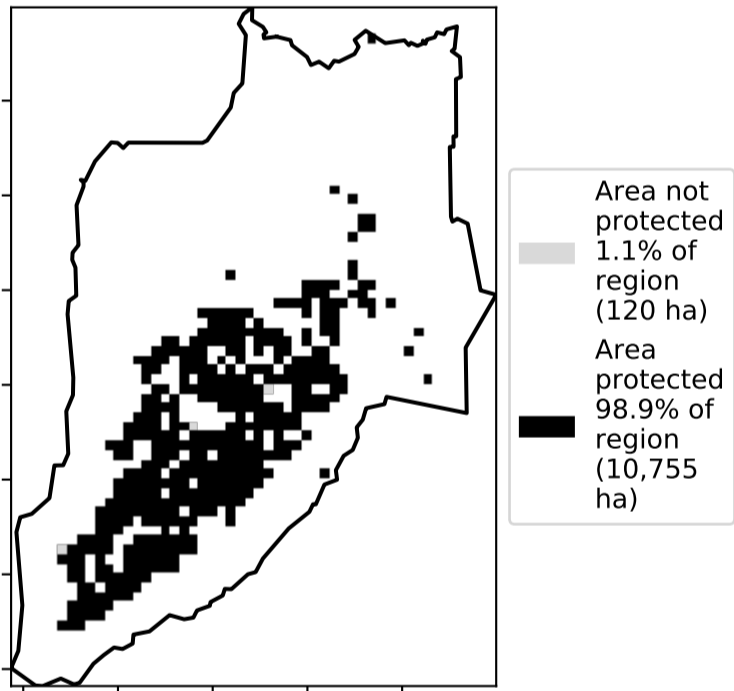 Area not
protected
1.1% of
region
(120 ha)
Area
protected
98.9% of
region
(10,755
ha)